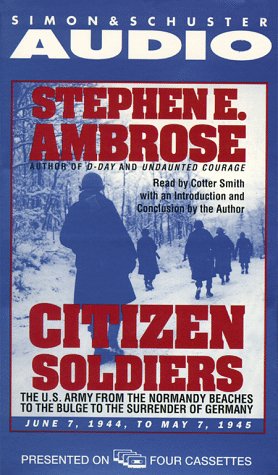 SIMON & SCHUSTER
AUDIO
STEPHEN E.
AMBROSE
AUTHOR OF D-DAY AND UNDAUNTED COURAGE
Read by Cotter Smith
with an Introduction and
Conclusion by the Author
CITIZEN
SOLDIERS
THE U.S. ARMY FROM THE NORMANDY BEACHES
TO THE BULGE TO THE SURRENDER OF GERMANY
JUNE 7, 1944, TO MAY 7, 1945
PRESENTED ON FOUR CASSETTES